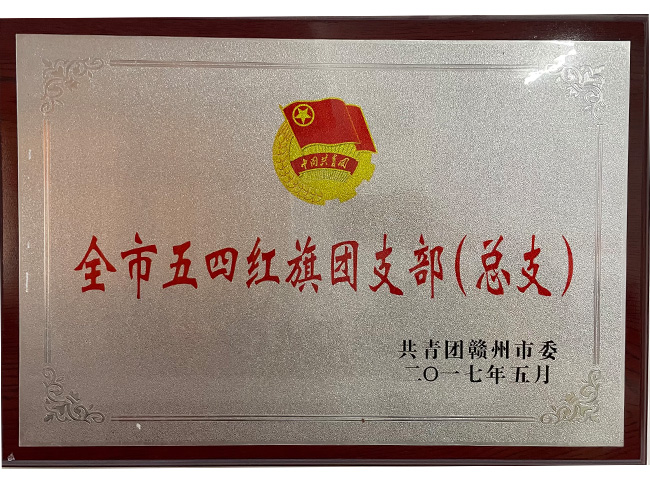 中国共青团
全市五四红旗团支部（总支）
共青团赣州市委
二〇一七年五月